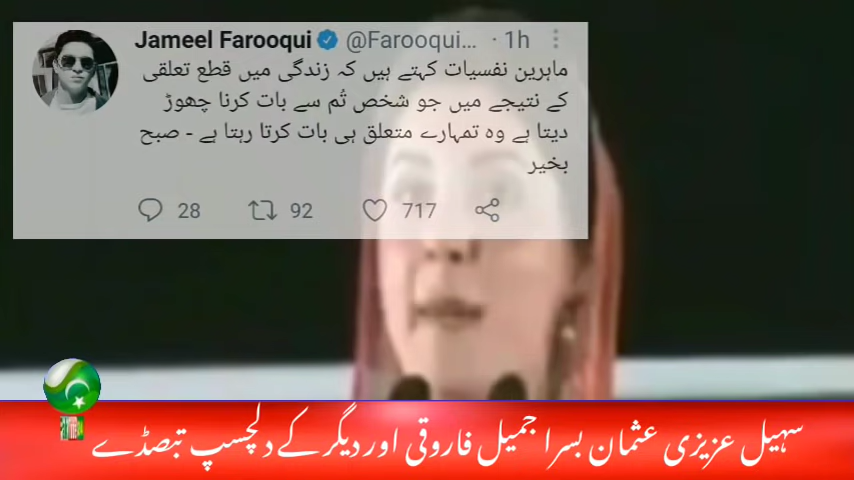 Jameel Farooqui @Farooqui... · 1h
ماہرین نفسیات کہتے ہیں کہ زندگی میں قطع تعلقی
کے نتیجے میں جو شخص تُم سے بات کرنا چھوڑ
دیتا ہے وہ تمہارے متعلق ہی بات کرتا رہتا ہے - صبح
بخیر
28 92 717
سہیل عزیزی عثمان بسرا جمیل فاروقی اور دیگر کے دلچسپ تبصڈے